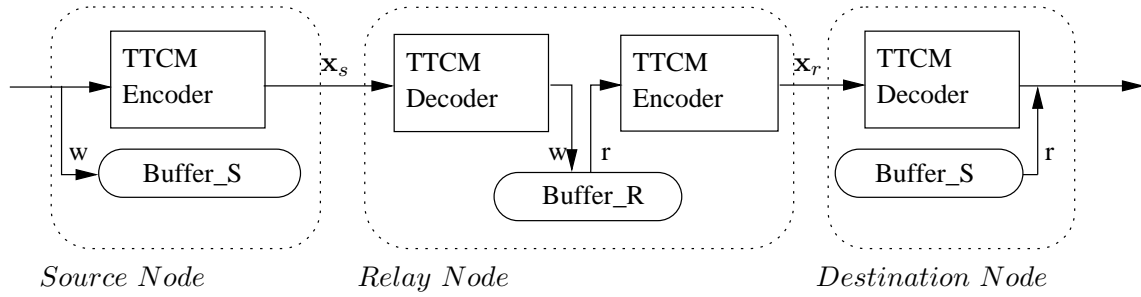 TTCM
Encoder
w
Buffer_S
x_s
TTCM
Decoder
w
r
Buffer_R
TTCM
Encoder
x_r
TTCM
Decoder
Buffer_S
r
Source Node
Relay Node
Destination Node